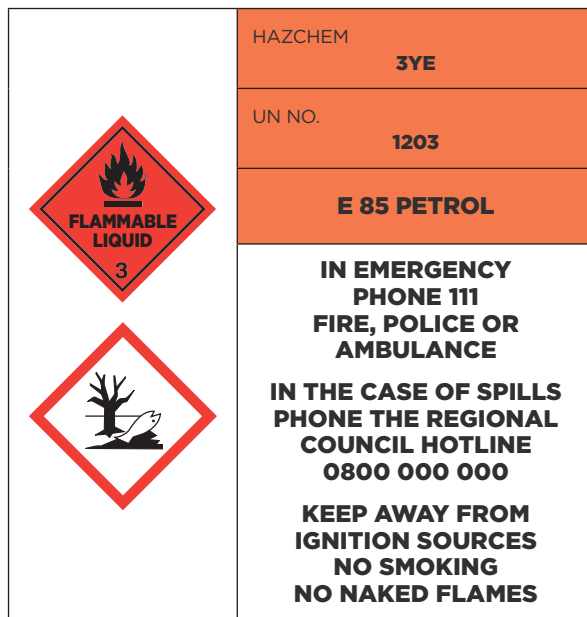 HAZCHEM
3YE
UN NO.
1203
E 85 PETROL
FLAMMABLE
LIQUID
3
IN EMERGENCY
PHONE 111
FIRE, POLICE OR
AMBULANCE
IN THE CASE OF SPILLS
PHONE THE REGIONAL
COUNCIL HOTLINE
0800 000 000
KEEP AWAY FROM
IGNITION SOURCES
NO SMOKING
NO NAKED FLAMES